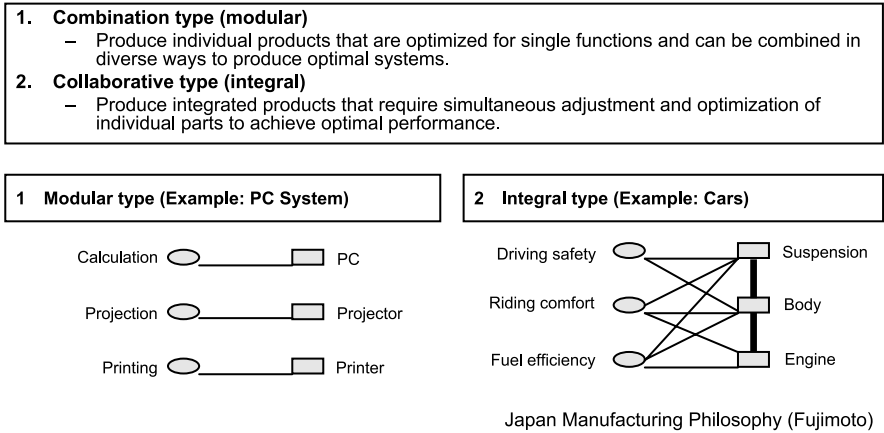 1. Combination type (modular)
– Produce individual products that are optimized for single functions and can be combined in
diverse ways to produce optimal systems.
2. Collaborative type (integral)
– Produce integrated products that require simultaneous adjustment and optimization of
individual parts to achieve optimal performance.
1 Modular type (Example: PC System)
Calculation PC
Projection Projector
Printing Printer
2 Integral type (Example: Cars)
Driving safety Suspension
Riding comfort Body
Fuel efficiency Engine
Japan Manufacturing Philosophy (Fujimoto)